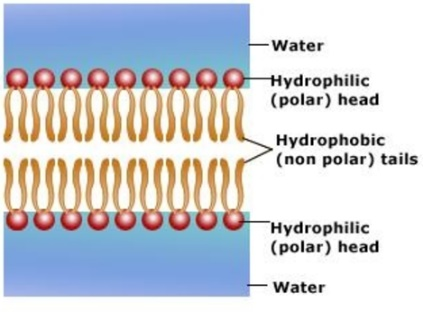 Water
Hydrophilic
(polar) head
Hydrophobic
(non polar) tails
Hydrophilic
(polar) head
Water